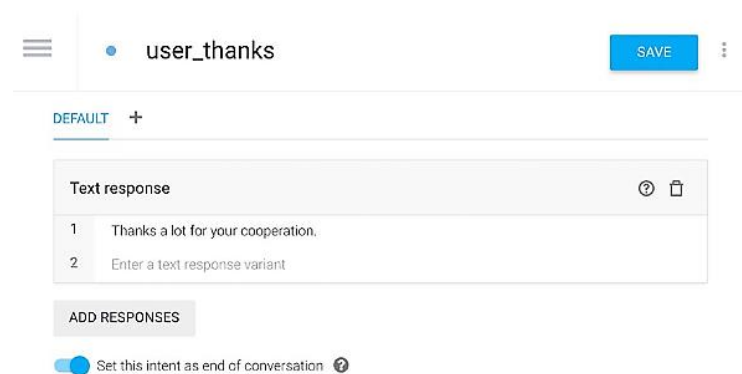 user_thanks
SAVE
DEFAULT +
Text response
1 Thanks a lot for your cooperation.
2 Enter a text response variant
ADD RESPONSES
Set this intent as end of conversation